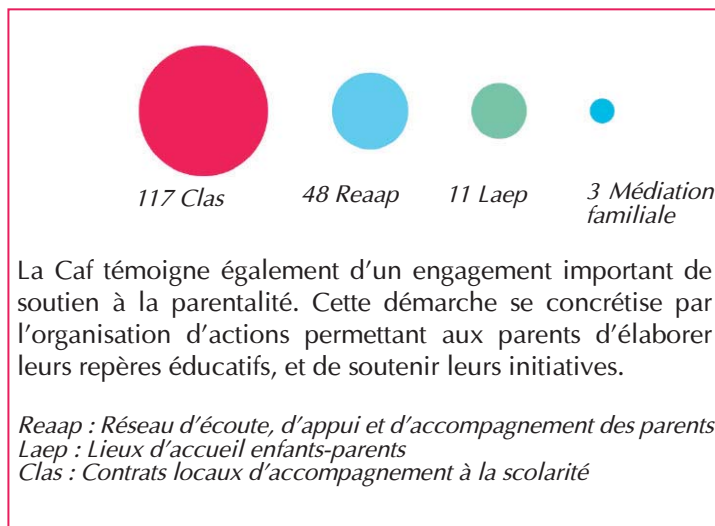 117 Clas 48 Reaap 11 Laep 3 Médiation
familiale
La Caf témoigne également d'un engagement important de
soutien à la parentalité. Cette démarche se concrétise par
l'organisation d'actions permettant aux parents d'élaborer
leurs repères éducatifs, et de soutenir leurs initiatives.
Reaap : Réseau d'écoute, d'appui et d'accompagnement des parents
Laep : Lieux d'accueil enfants-parents
Clas : Contrats locaux d'accompagnement à la scolarité